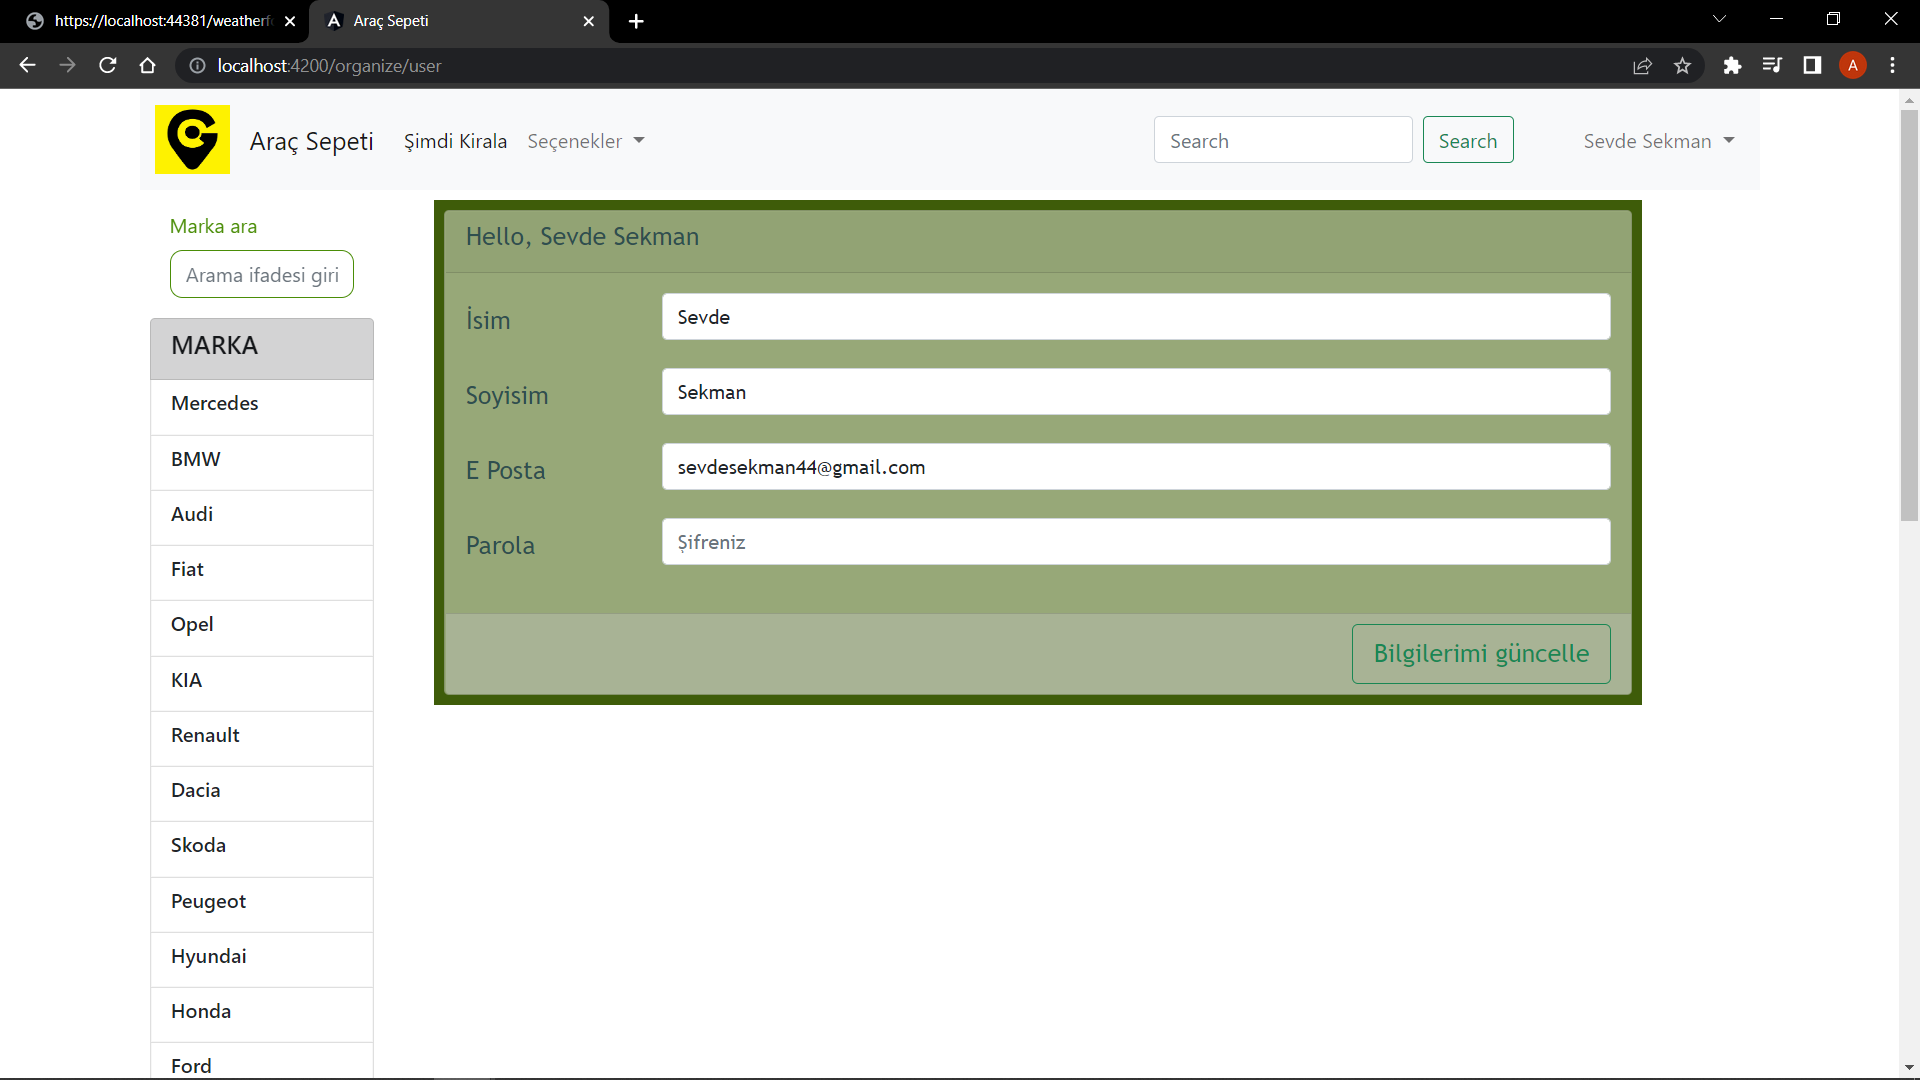 https://localhost:44381/weatherf
Araç Sepeti
localhost:4200/organize/user
A
Araç Sepeti
Şimdi Kirala
Seçenekler
Search
Search
Sevde Sekman
Marka ara
Arama ifadesi giri
MARKA
Mercedes
BMW
Audi
Fiat
Opel
KIA
Renault
Dacia
Skoda
Peugeot
Hyundai
Honda
Ford
Hello, Sevde Sekman
İsim
Sevde
Soyisim
Sekman
E Posta
sevdesekman44@gmail.com
Parola
Şifreniz
Bilgilerimi güncelle